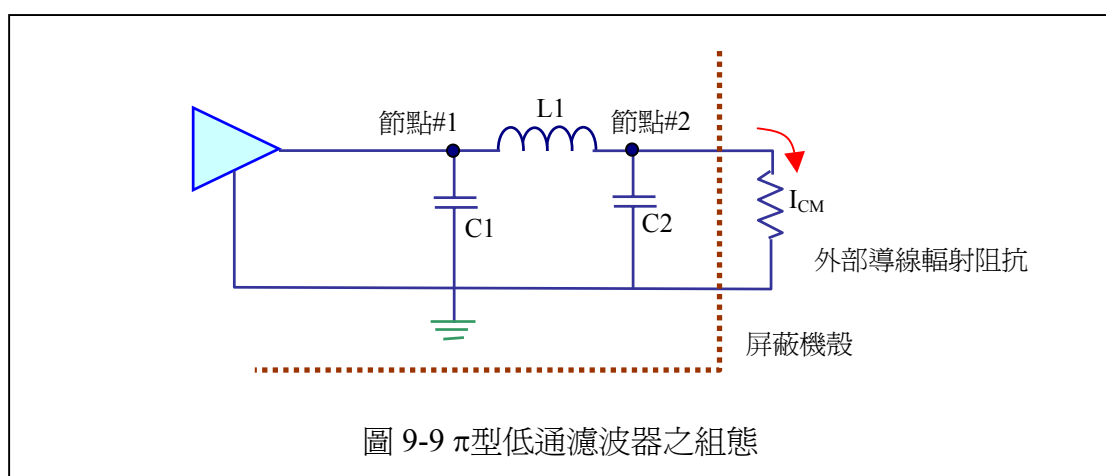 L1
節點#1
節點#2
C1
C2
I_CM
外部導線輻射阻抗
屏蔽機殼
圖 9-9 π型低通濾波器之組態